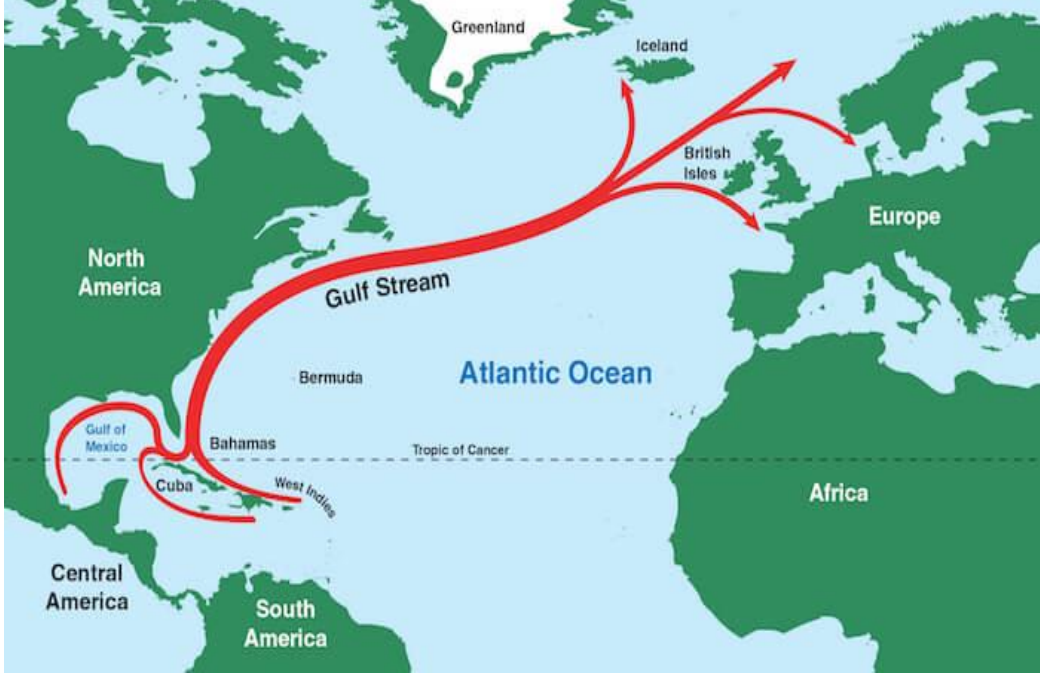 Greenland
Iceland
British
Isles
Europe
North
America
Gulf Stream
Bermuda
Atlantic Ocean
Gulf of
Mexico
Bahamas
Tropic of Cancer
Cuba
West Indies
Africa
Central
America
South
America